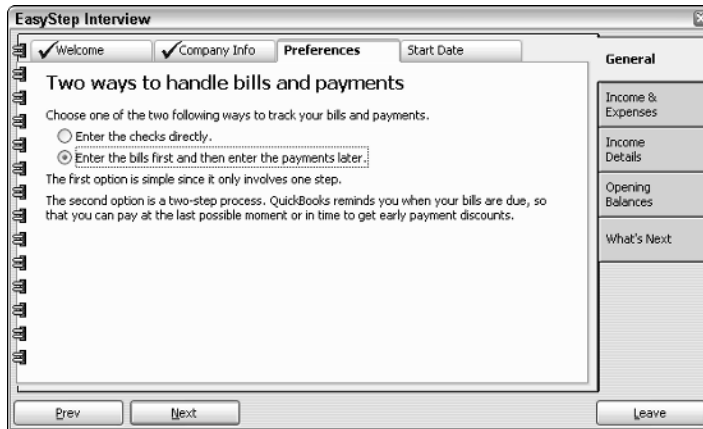 EasyStep Interview
Welcome
Company Info
Preferences
Start Date
Two ways to handle bills and payments
Choose one of the two following ways to track your bills and payments.
Enter the checks directly.
Enter the bills first and then enter the payments later.
The first option is simple since it only involves one step.
The second option is a two-step process. QuickBooks reminds you when your bills are due, so
that you can pay at the last possible moment or in time to get early payment discounts.
General
Income &
Expenses
Income
Details
Opening
Balances
What's Next
Prev
Next
Leave